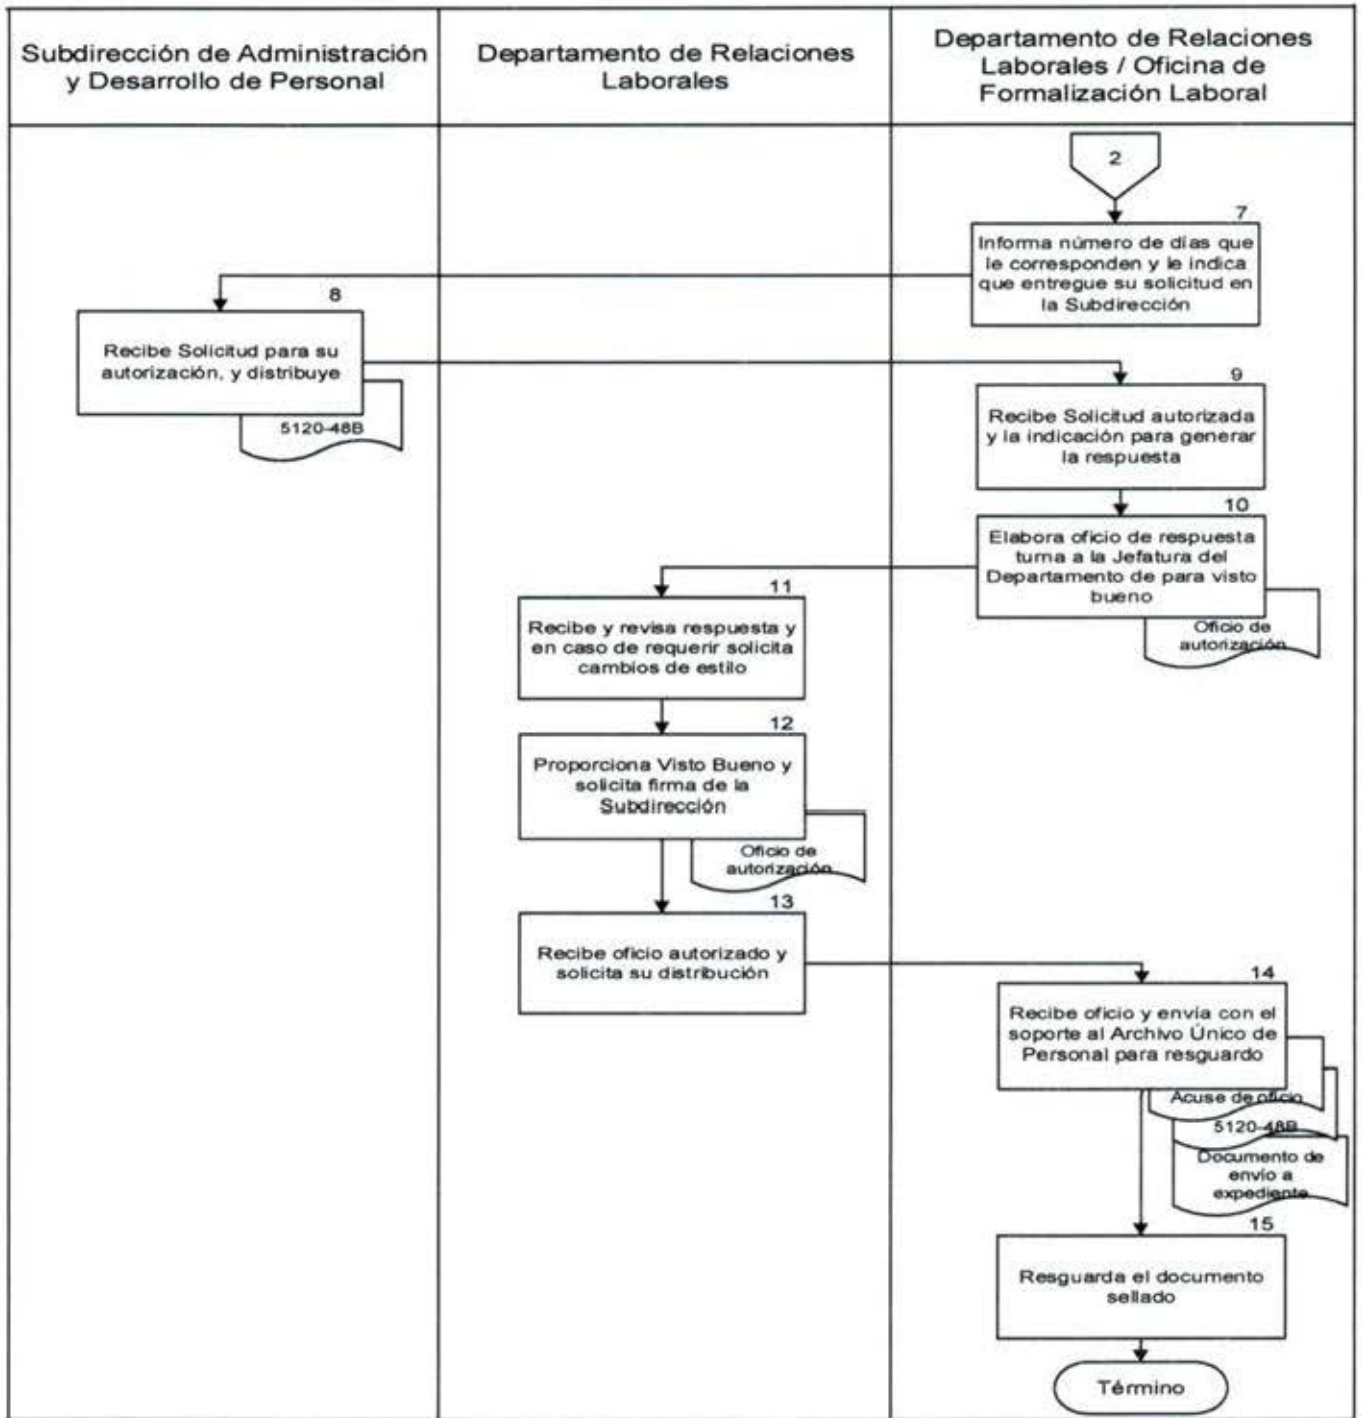 Subdirección de Administración
y Desarrollo de Personal
Departamento de Relaciones
Laborales
Departamento de Relaciones
Laborales / Oficina de
Formalización Laboral
2
7
Informa número de días que
le corresponden y le indica
que entregue su solicitud en
la Subdirección
8
Recibe Solicitud para su
autorización, y distribuye
5120-48B
9
Recibe Solicitud autorizada
y la indicación para generar
la respuesta
10
Elabora oficio de respuesta
turna a la Jefatura del
Departamento de para visto
bueno
Oficio de
autorización
11
Recibe y revisa respuesta y
en caso de requerir solicita
cambios de estilo
12
Proporciona Visto Bueno y
solicita firma de la
Subdirección
Oficio de
autorización
13
Recibe oficio autorizado y
solicita su distribución
14
Recibe oficio y envía con el
soporte al Archivo Único de
Personal para resguardo
Acuse de oficio
5120-48B
Documento de
envío a
expediente
15
Resguarda el documento
sellado
Término